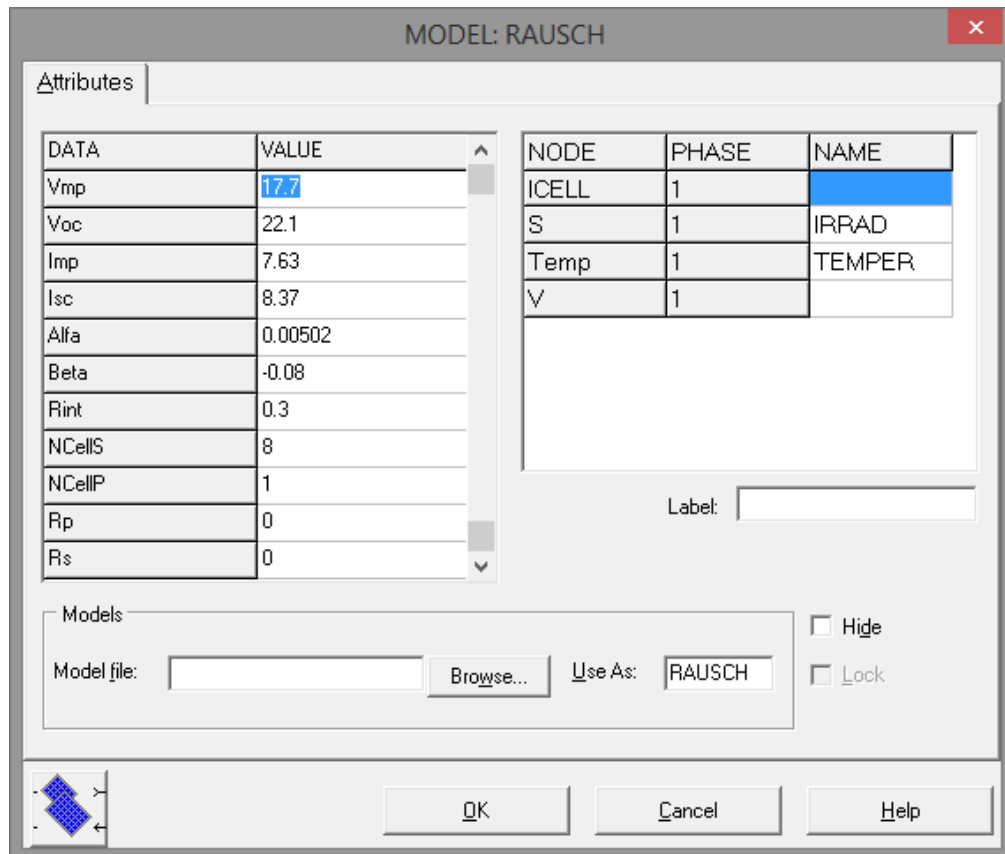 MODEL: RAUSCH
Attributes
DATA VALUE
Vmp 17.7
Voc 22.1
Imp 7.63
Isc 8.37
Alfa 0.00502
Beta -0.08
Rint 0.3
NCellS 8
NCellP 1
Rp 0
Rs 0
NODE PHASE NAME
ICELL 1
S 1 IRRAD
Temp 1 TEMPER
V 1
Label:
Models
Model file: Browse... Use As: RAUSCH
Hide
Lock
OK Cancel Help